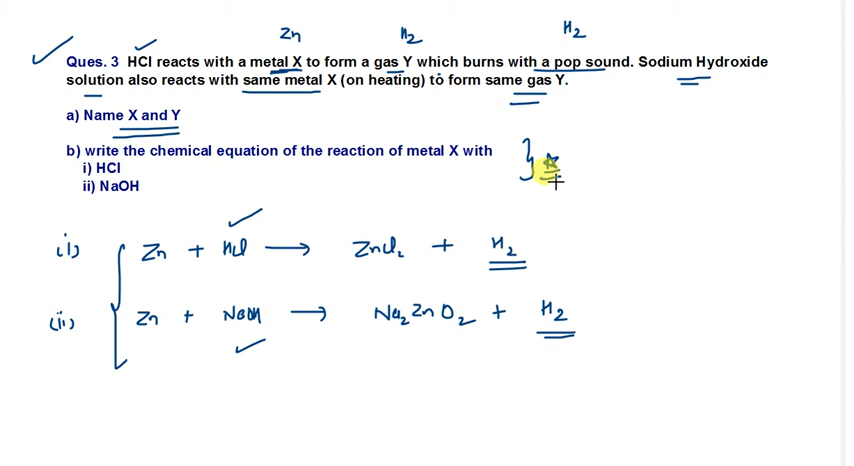 Zn H2 H2
Ques. 3 HCl reacts with a metal X to form a gas Y which burns with a pop sound. Sodium Hydroxide
solution also reacts with same metal X (on heating) to form same gas Y.
a) Name X and Y
b) write the chemical equation of the reaction of metal X with
i) HCl
ii) NaOH
(i) Zn + HCl → ZnCl2 + H2
(ii) Zn + NaOH → Na2ZnO2 + H2